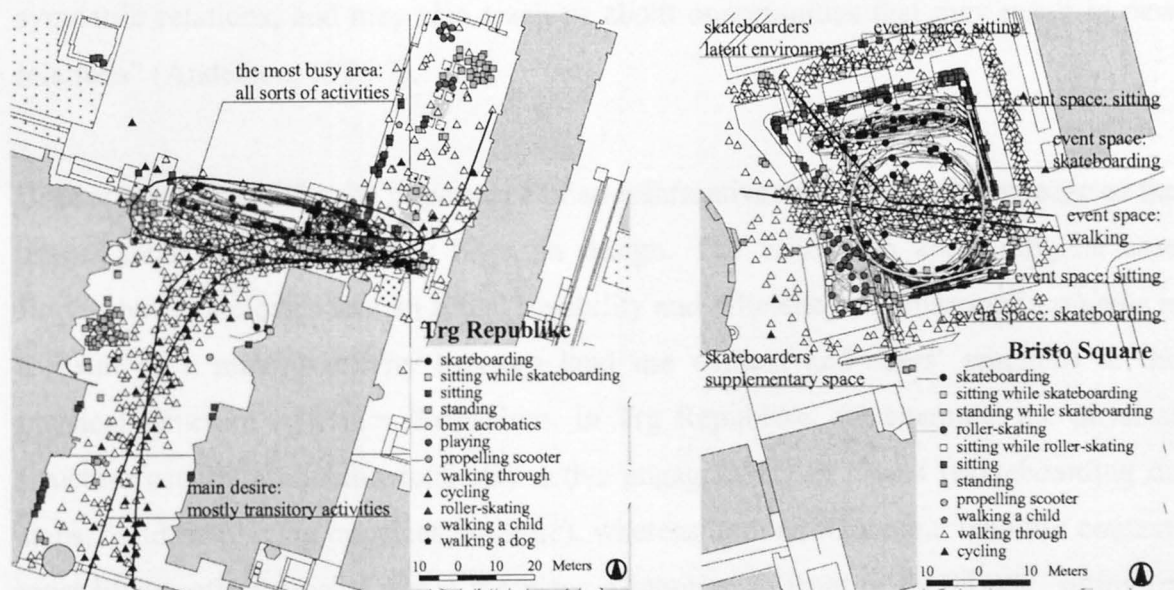 the most busy area:
all sorts of activities
main desire:
mostly transitory activities
Trg Republike
skateboarding
sitting while skateboarding
sitting
standing
bmx acrobatics
playing
propelling scooter
walking through
cycling
roller-skating
walking a child
walking a dog
10 0 10 20 Meters
skateboarders'
latent environment
event space: sitting
event space: sitting
event space:
skateboarding
event space:
walking
event space: sitting
event space: skateboarding
skateboarders'
supplementary space
Bristo Square
skateboarding
sitting while skateboarding
standing while skateboarding
roller-skating
sitting while roller-skating
sitting
standing
propelling scooter
walking a child
walking through
cycling
10 0 10 Meters